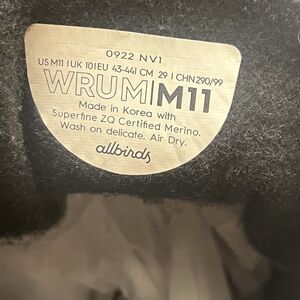 0922 NV1
US M11 | UK 10 | EU 43-44 | CM 29 | CHN 290/99
WRUM|M11
Made in Korea with
Superfine ZQ Certified Merino.
Wash on delicate. Air Dry.
allbirds